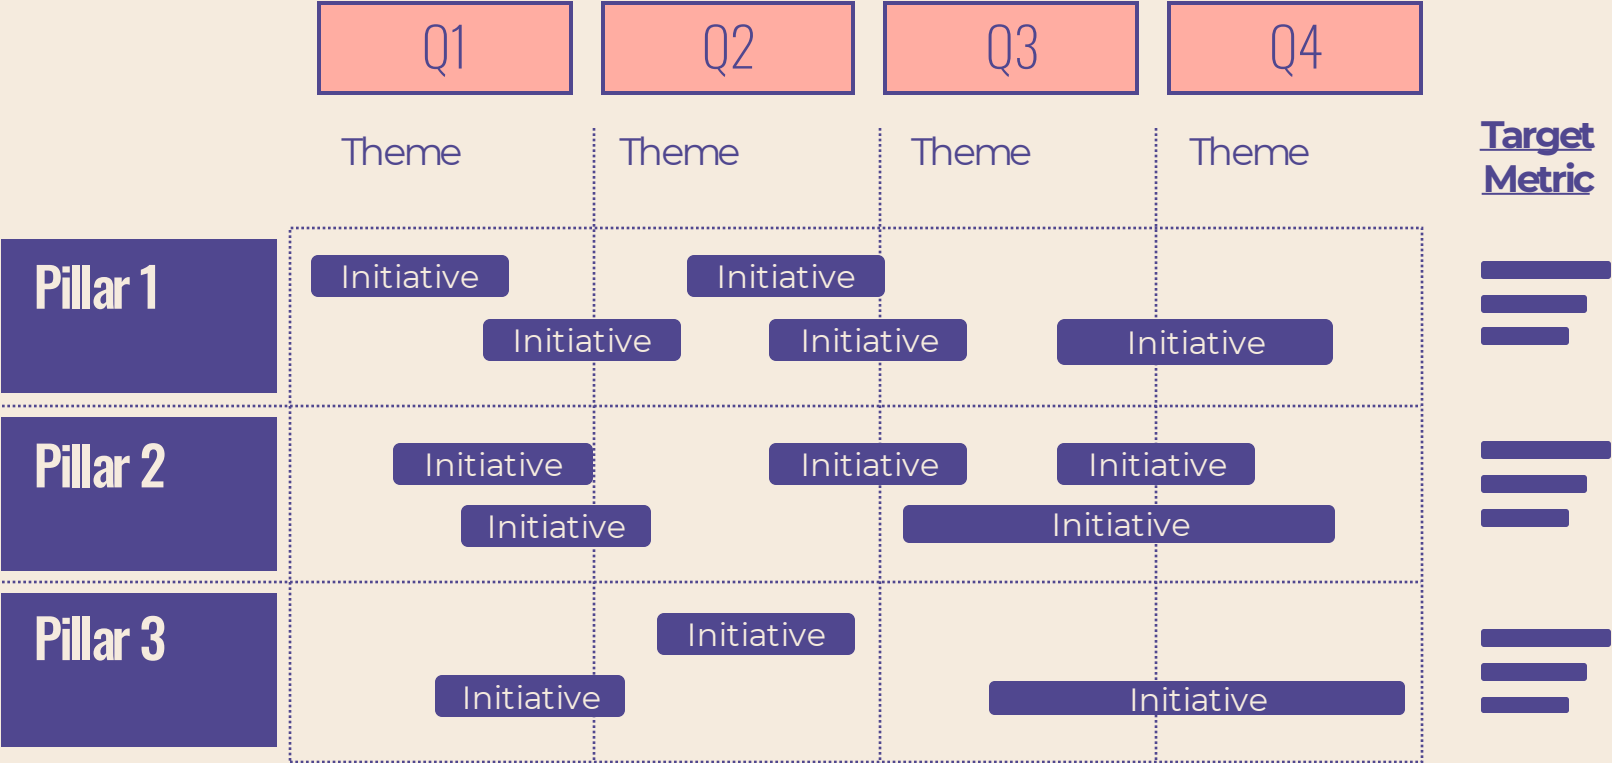 Q1 Q2 Q3 Q4
Theme Theme Theme Theme
Target
Metric
Pillar 1
Initiative Initiative
Initiative Initiative Initiative
Pillar 2
Initiative Initiative Initiative
Initiative Initiative
Pillar 3
Initiative
Initiative Initiative